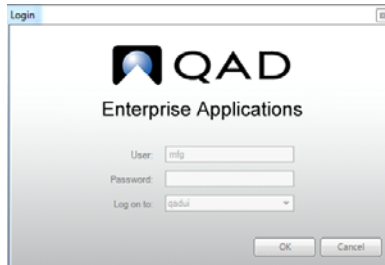 Login
QAD
Enterprise Applications
User: mfg
Password:
Log on to: qadui
OK Cancel